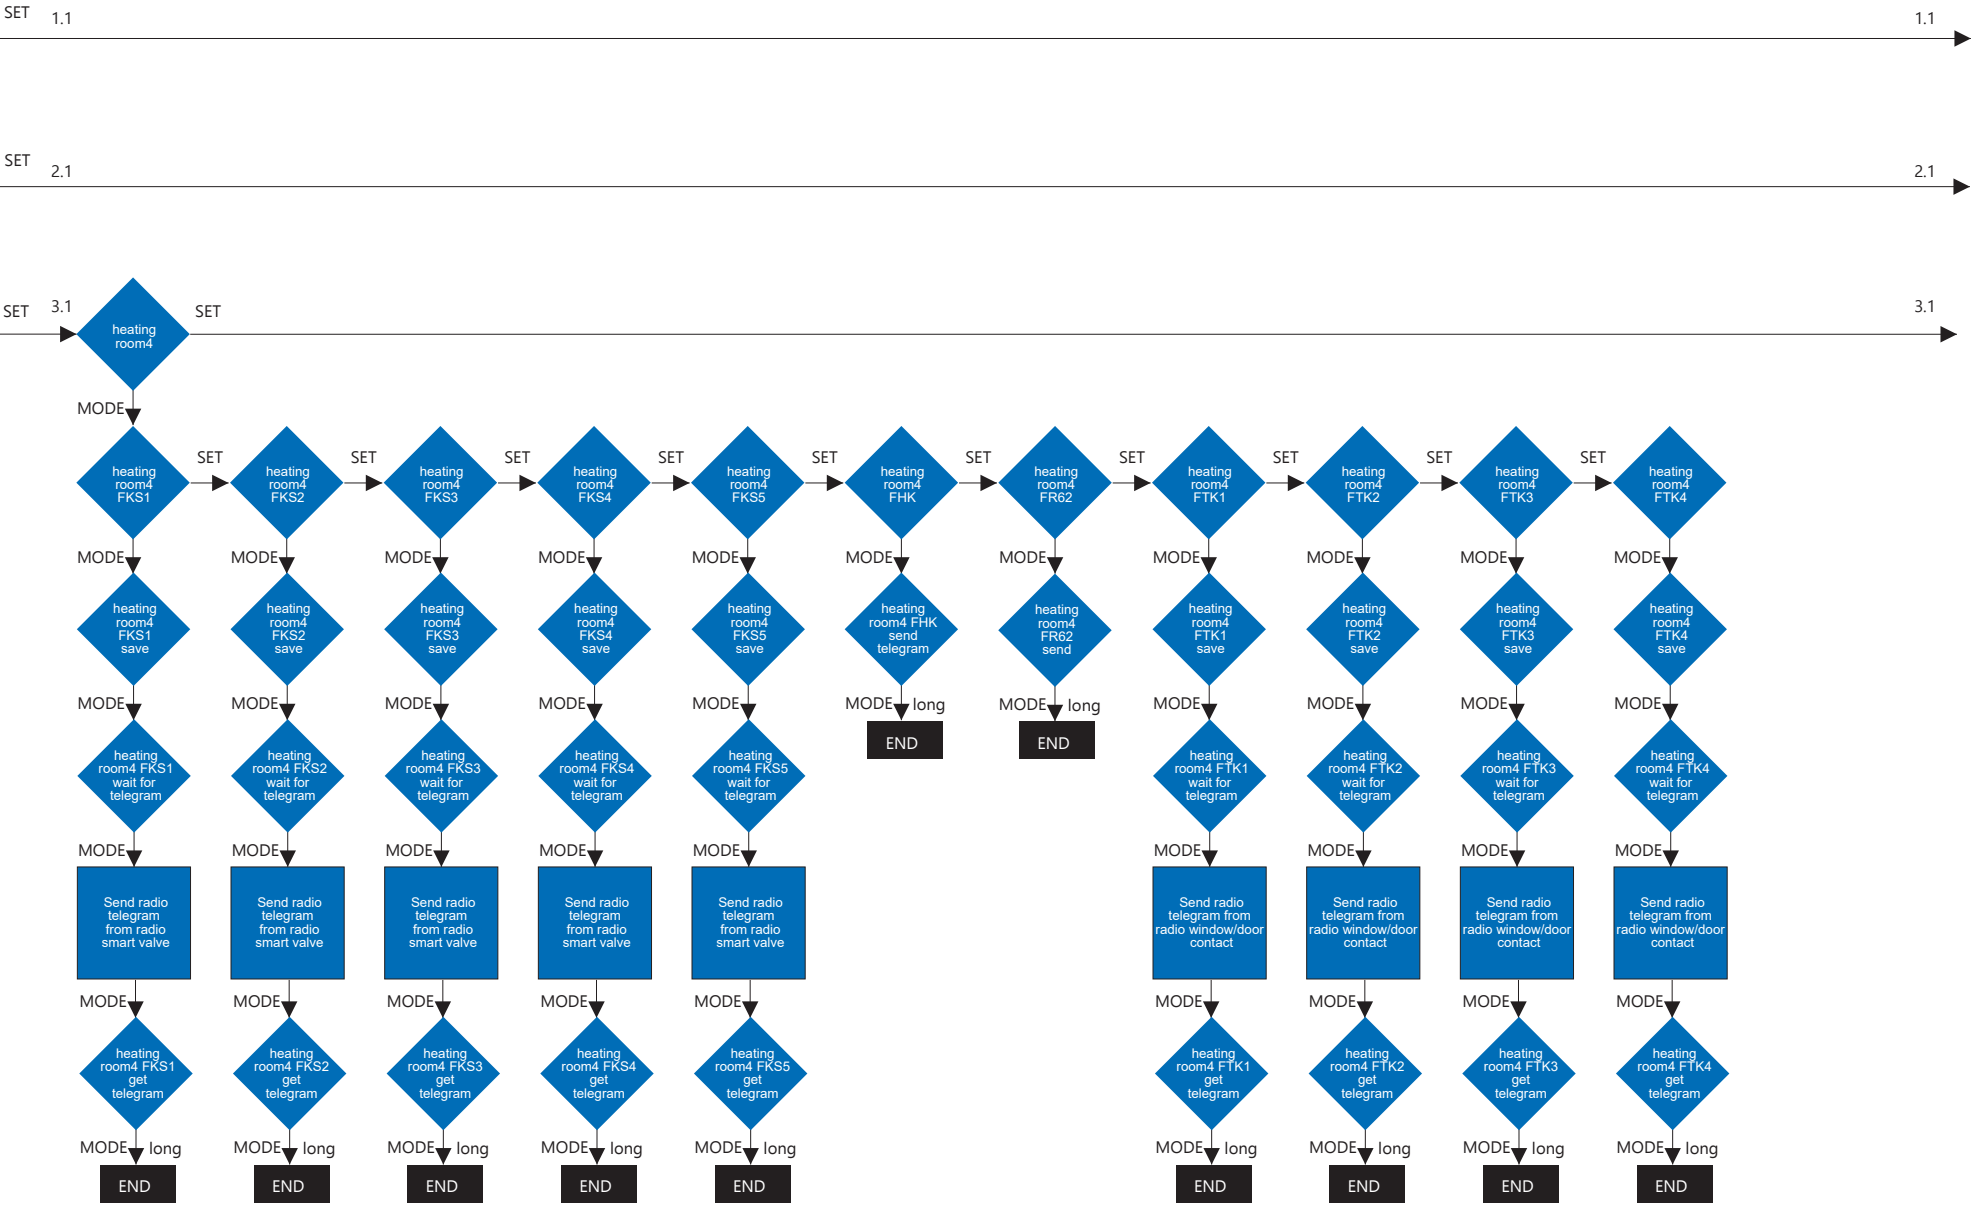 SET 1.1 1.1
SET 2.1 2.1
SET 3.1 SET 3.1
heating
room4
MODE
heating SET heating SET heating SET heating SET heating SET heating SET heating SET heating SET heating SET heating SET heating
room4 room4 room4 room4 room4 room4 room4 room4 room4 room4 room4
FKS1 FKS2 FKS3 FKS4 FKS5 FHK FR62 FTK1 FTK2 FTK3 FTK4
MODE MODE MODE MODE MODE MODE MODE MODE MODE MODE MODE
heating heating heating heating heating heating heating heating heating heating heating
room4 room4 room4 room4 room4 room4 FHK room4 room4 room4 room4 room4
FKS1 FKS2 FKS3 FKS4 FKS5 send FR62 FTK1 FTK2 FTK3 FTK4
save save save save save telegram send save save save save
MODE MODE MODE MODE MODE MODE long MODE long MODE MODE MODE MODE
END END
heating heating heating heating heating heating heating heating heating
room4 FKS1 room4 FKS2 room4 FKS3 room4 FKS4 room4 FKS5 room4 FTK1 room4 FTK2 room4 FTK3 room4 FTK4
wait for wait for wait for wait for wait for wait for wait for wait for wait for
telegram telegram telegram telegram telegram telegram telegram telegram telegram
MODE MODE MODE MODE MODE MODE MODE MODE MODE
Send radio Send radio Send radio Send radio Send radio Send radio Send radio Send radio Send radio
telegram telegram telegram telegram telegram telegram from telegram from telegram from telegram from
from radio from radio from radio from radio from radio radio window/door radio window/door radio window/door radio window/door
smart valve smart valve smart valve smart valve smart valve contact contact contact contact
MODE MODE MODE MODE MODE MODE MODE MODE MODE
heating heating heating heating heating heating heating heating heating
room4 FKS1 room4 FKS2 room4 FKS3 room4 FKS4 room4 FKS5 room4 FTK1 room4 FTK2 room4 FTK3 room4 FTK4
get get get get get get get get get
telegram telegram telegram telegram telegram telegram telegram telegram telegram
MODE long MODE long MODE long MODE long MODE long MODE long MODE long MODE long MODE long
END END END END END END END END END